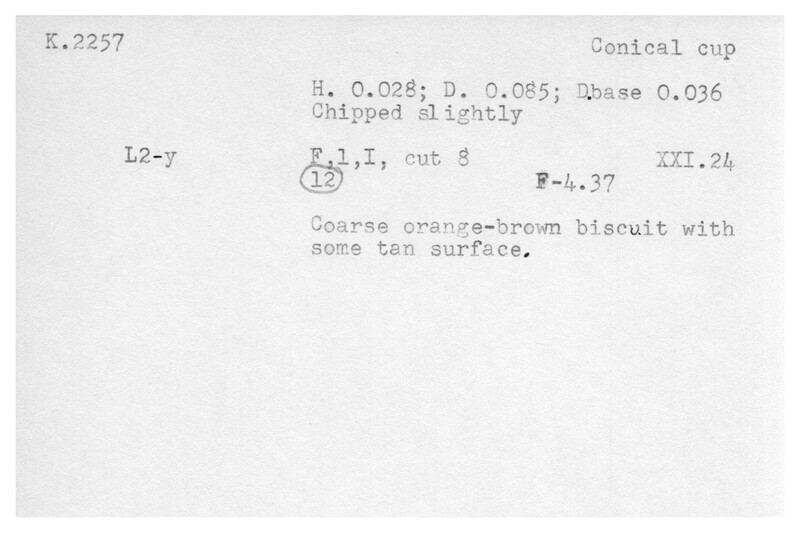 K.2257
Conical cup
H. 0.028; D. 0.085; D.base 0.036
Chipped slightly
L2-y F,1,I, cut 8 XXI.24
12 F-4.37
Coarse orange-brown biscuit with
some tan surface.